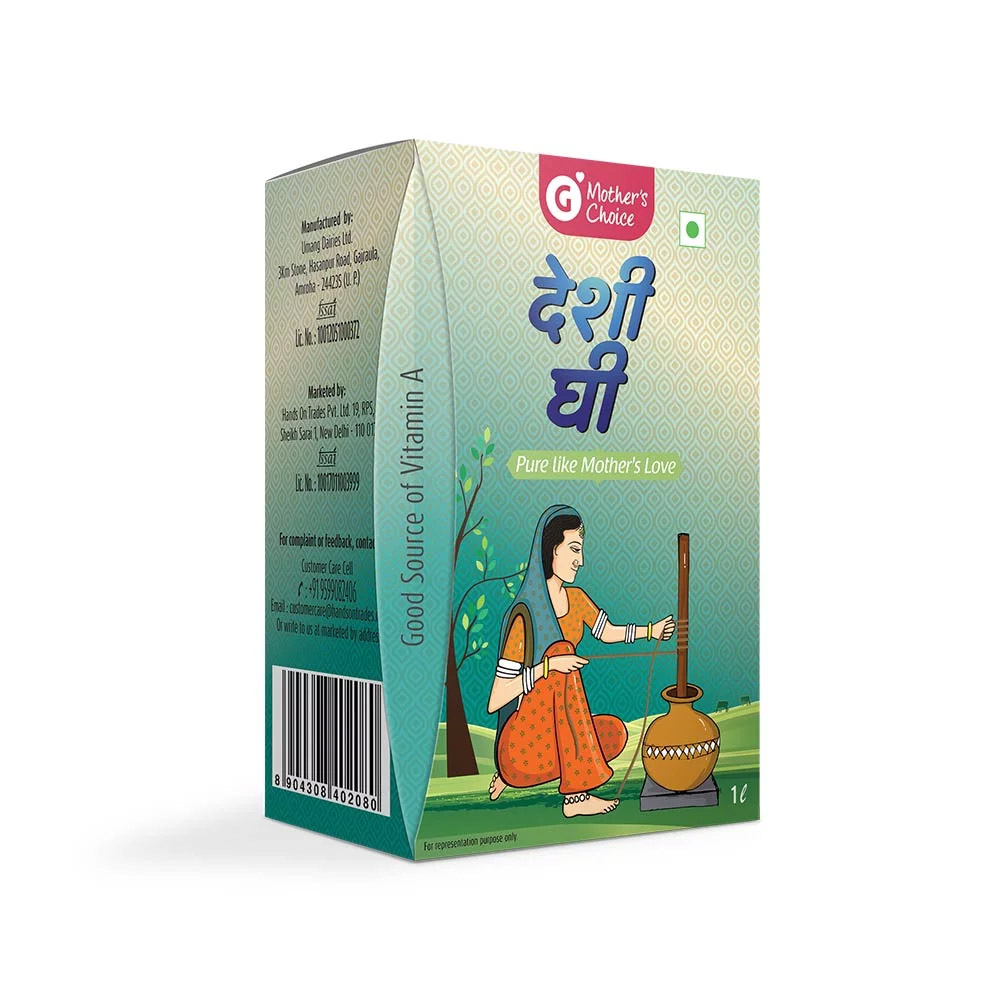 G Mother's
Choice
देशी
घी
Pure like Mother's Love
1ℓ
For representation purpose only
Good Source of Vitamin A
Manufactured by:
Umang Dairies Ltd.
3Km Stone, Hasanpur Road, Gajraula,
Amroha - 244235 (U. P.)
fssai
Lic. No. : 10012051000372
Marketed by:
Hands On Trades Pvt. Ltd. 19, RPS,
Sheikh Sarai 1, New Delhi - 110 01
fssai
Lic. No. : 10017011003999
For complaint or feedback, contac
Customer Care Cell
: +91 9599082406
Email : customercare@handsontrades.
Or write to us at marketed by addre
8 904308 402080